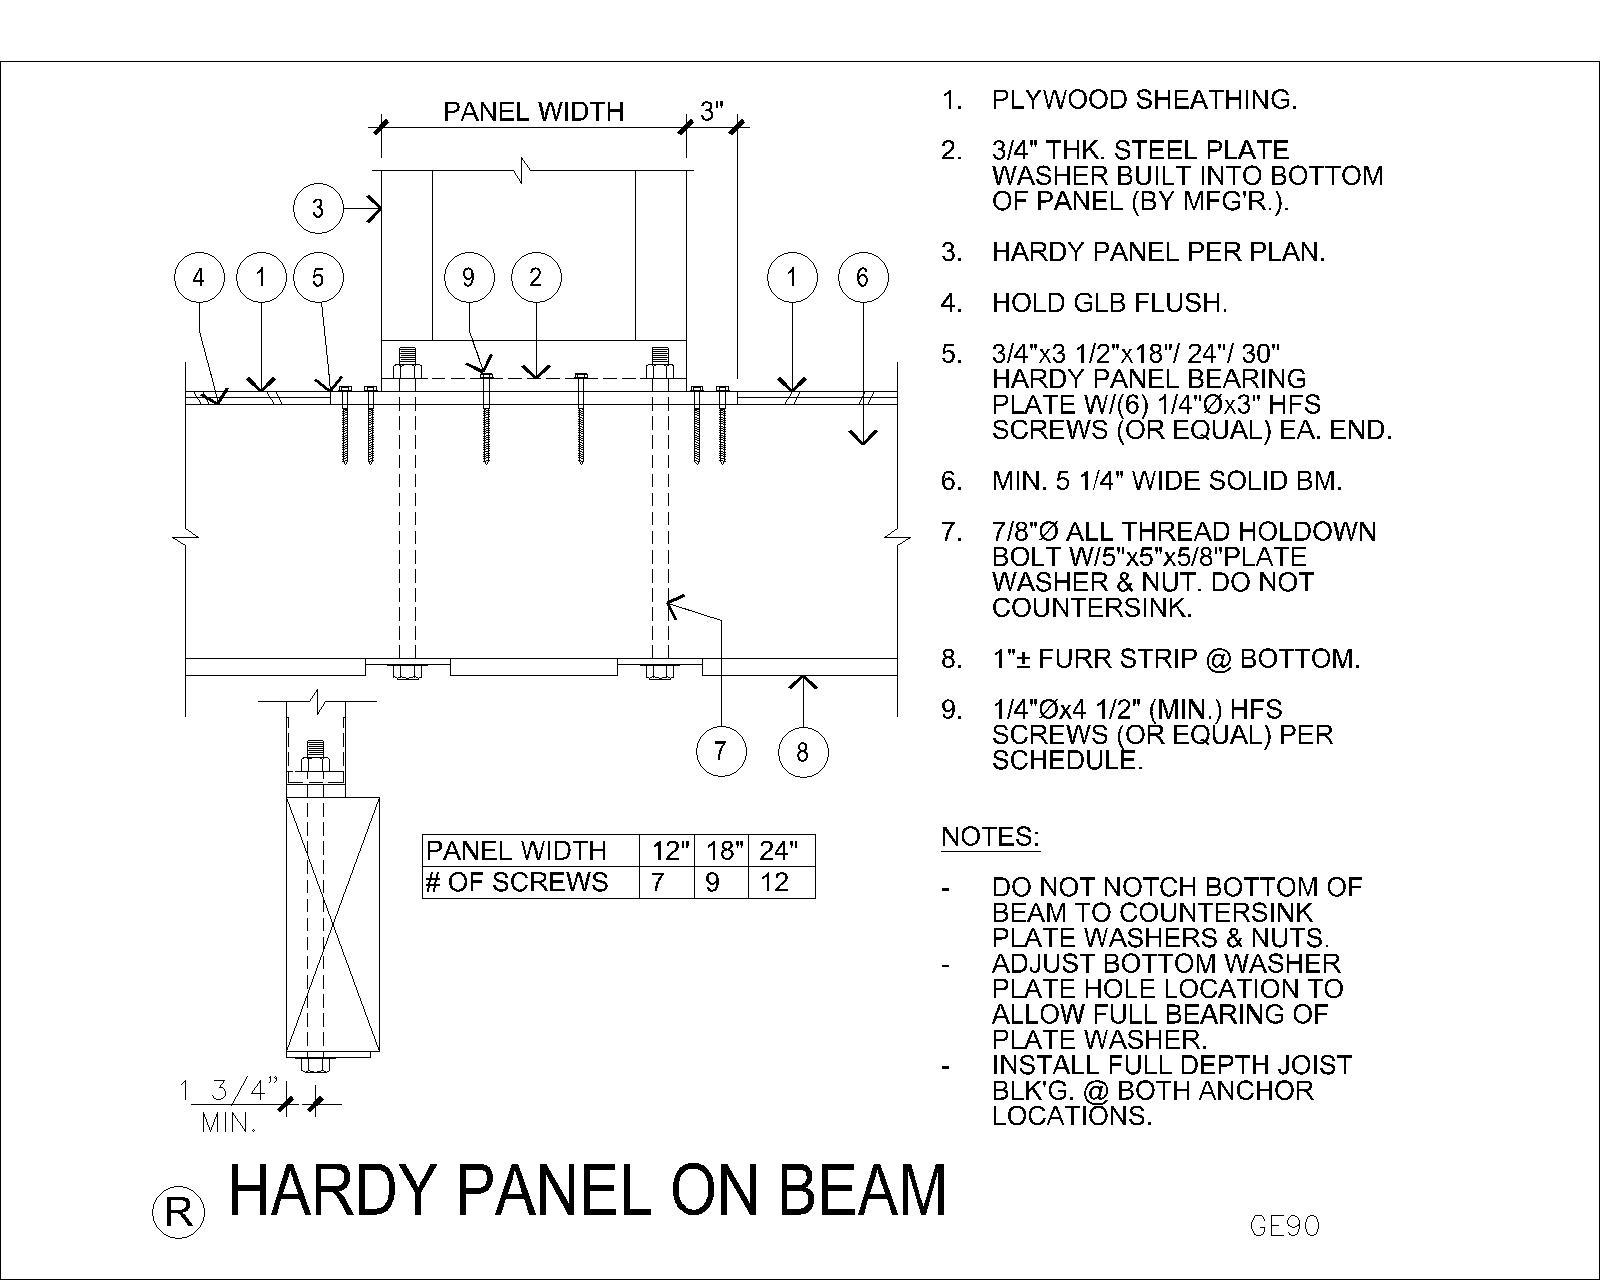 PANEL WIDTH 3"
3
4 1 5 9 2 1 6
7 8
PANEL WIDTH 12" 18" 24"
# OF SCREWS 7 9 12
1 3/4"
MIN.
1. PLYWOOD SHEATHING.
2. 3/4" THK. STEEL PLATE
WASHER BUILT INTO BOTTOM
OF PANEL (BY MFG'R.).
3. HARDY PANEL PER PLAN.
4. HOLD GLB FLUSH.
5. 3/4"x3 1/2"x18"/ 24"/ 30"
HARDY PANEL BEARING
PLATE W/(6) 1/4"Øx3" HFS
SCREWS (OR EQUAL) EA. END.
6. MIN. 5 1/4" WIDE SOLID BM.
7. 7/8"Ø ALL THREAD HOLDOWN
BOLT W/5"x5"x5/8"PLATE
WASHER & NUT. DO NOT
COUNTERSINK.
8. 1"± FURR STRIP @ BOTTOM.
9. 1/4"Øx4 1/2" (MIN.) HFS
SCREWS (OR EQUAL) PER
SCHEDULE.
NOTES:
- DO NOT NOTCH BOTTOM OF
BEAM TO COUNTERSINK
PLATE WASHERS & NUTS.
- ADJUST BOTTOM WASHER
PLATE HOLE LOCATION TO
ALLOW FULL BEARING OF
PLATE WASHER.
- INSTALL FULL DEPTH JOIST
BLK'G. @ BOTH ANCHOR
LOCATIONS.
R HARDY PANEL ON BEAM
GE90